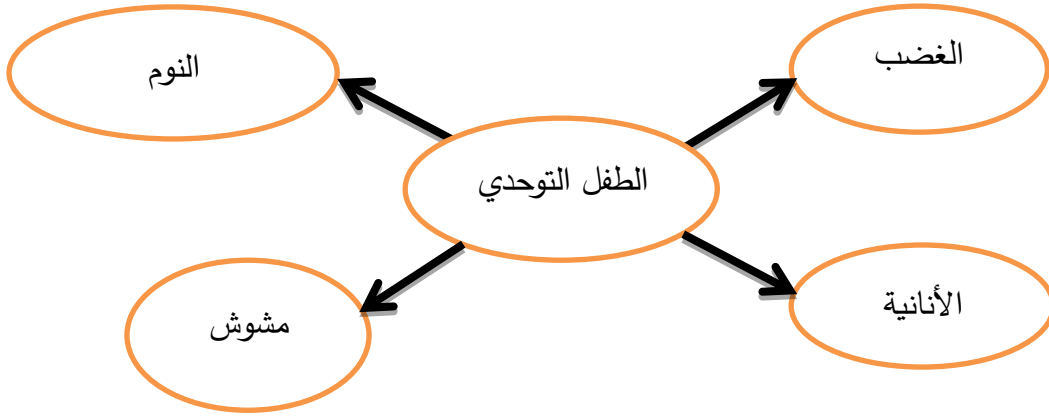 الغضب
النوم
الطفل التوحدي
الأنانية
مشوش